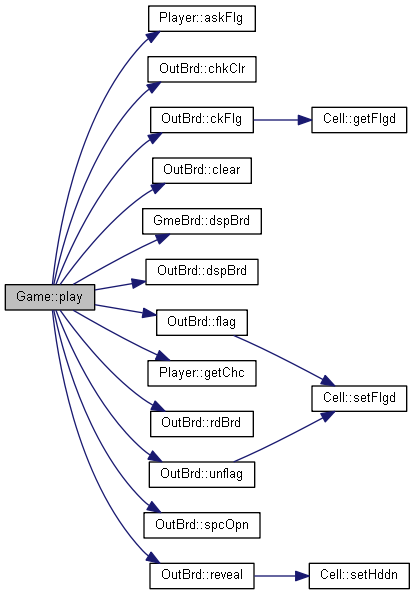 Player::askFlg
OutBrd::chkClr
OutBrd::ckFlg
Cell::getFlgd
OutBrd::clear
GmeBrd::dspBrd
OutBrd::dspBrd
Game::play
OutBrd::flag
Player::getChc
Cell::setFlgd
OutBrd::rdBrd
OutBrd::unflag
OutBrd::spcOpn
OutBrd::reveal
Cell::setHddn